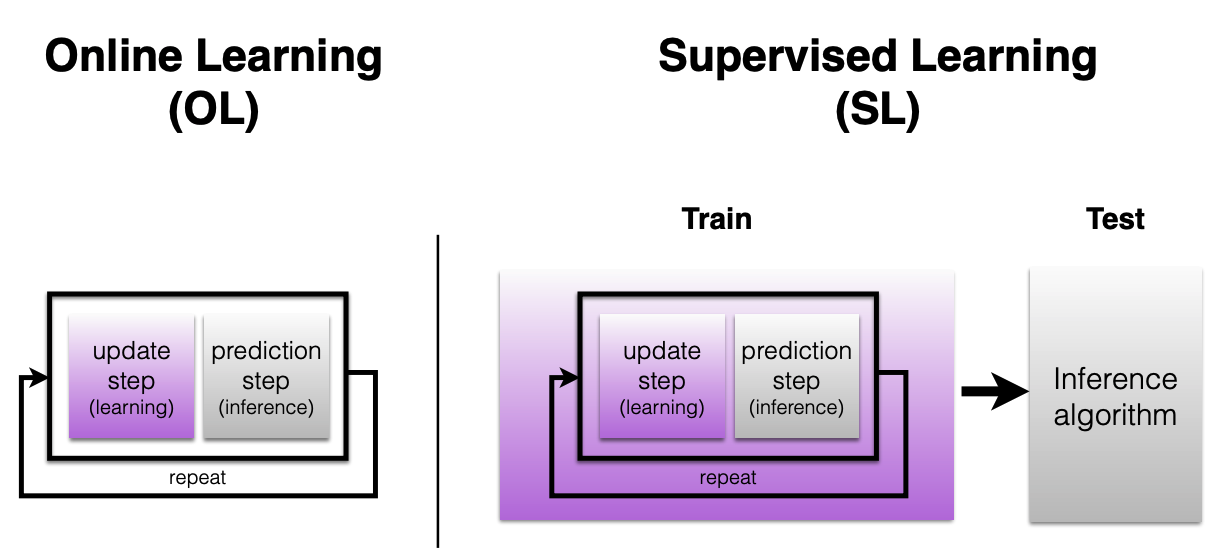 Online Learning
(OL)
update
step
(learning)
prediction
step
(inference)
repeat
Supervised Learning
(SL)
Train
update
step
(learning)
prediction
step
(inference)
repeat
Test
Inference
algorithm